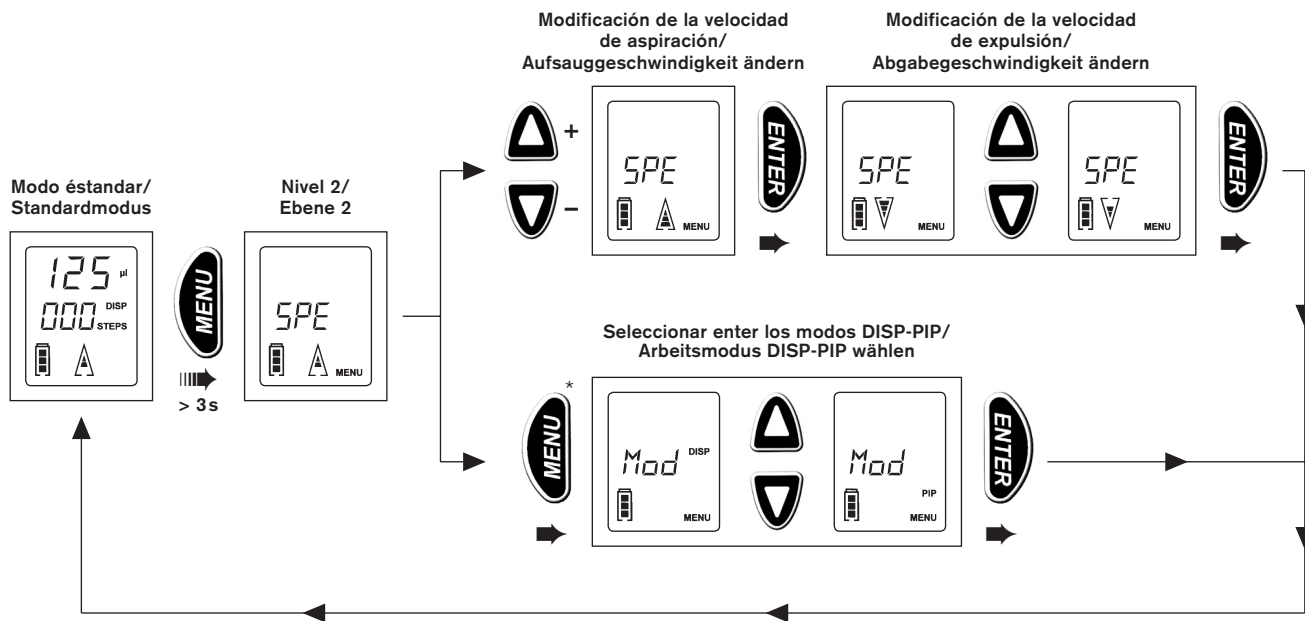 Modificación de la velocidad
de aspiración/
Aufsauggeschwindigkeit ändern
Modificación de la velocidad
de expulsión/
Abgabegeschwindigkeit ändern
+
–
SPE
MENU
ENTER
SPE
MENU
SPE
MENU
ENTER
Modo éstandar/
Standardmodus
Nivel 2/
Ebene 2
125 µl
000 DISP
STEPS
MENU
> 3 s
SPE
MENU
Seleccionar enter los modos DISP-PIP/
Arbeitsmodus DISP-PIP wählen
MENU
*
Mod DISP
MENU
Mod
PIP
MENU
ENTER